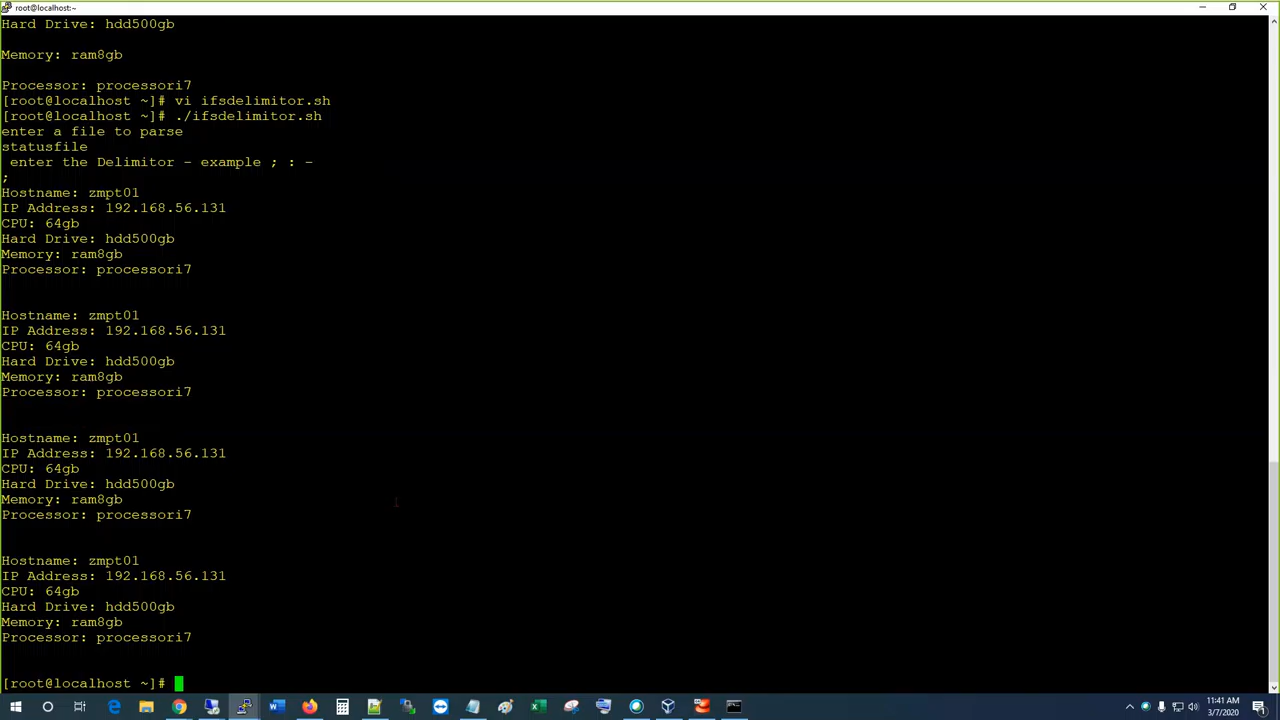 root@localhost:~
Hard Drive: hdd500gb
Memory: ram8gb
Processor: processori7
[root@localhost ~]# vi ifsdelimitor.sh
[root@localhost ~]# ./ifsdelimitor.sh
enter a file to parse
statusfile
enter the Delimitor - example ; : -
;
Hostname: zmpt01
IP Address: 192.168.56.131
CPU: 64gb
Hard Drive: hdd500gb
Memory: ram8gb
Processor: processori7
Hostname: zmpt01
IP Address: 192.168.56.131
CPU: 64gb
Hard Drive: hdd500gb
Memory: ram8gb
Processor: processori7
Hostname: zmpt01
IP Address: 192.168.56.131
CPU: 64gb
Hard Drive: hdd500gb
Memory: ram8gb
Processor: processori7
Hostname: zmpt01
IP Address: 192.168.56.131
CPU: 64gb
Hard Drive: hdd500gb
Memory: ram8gb
Processor: processori7
[root@localhost ~]#
11:41 AM
3/7/2020